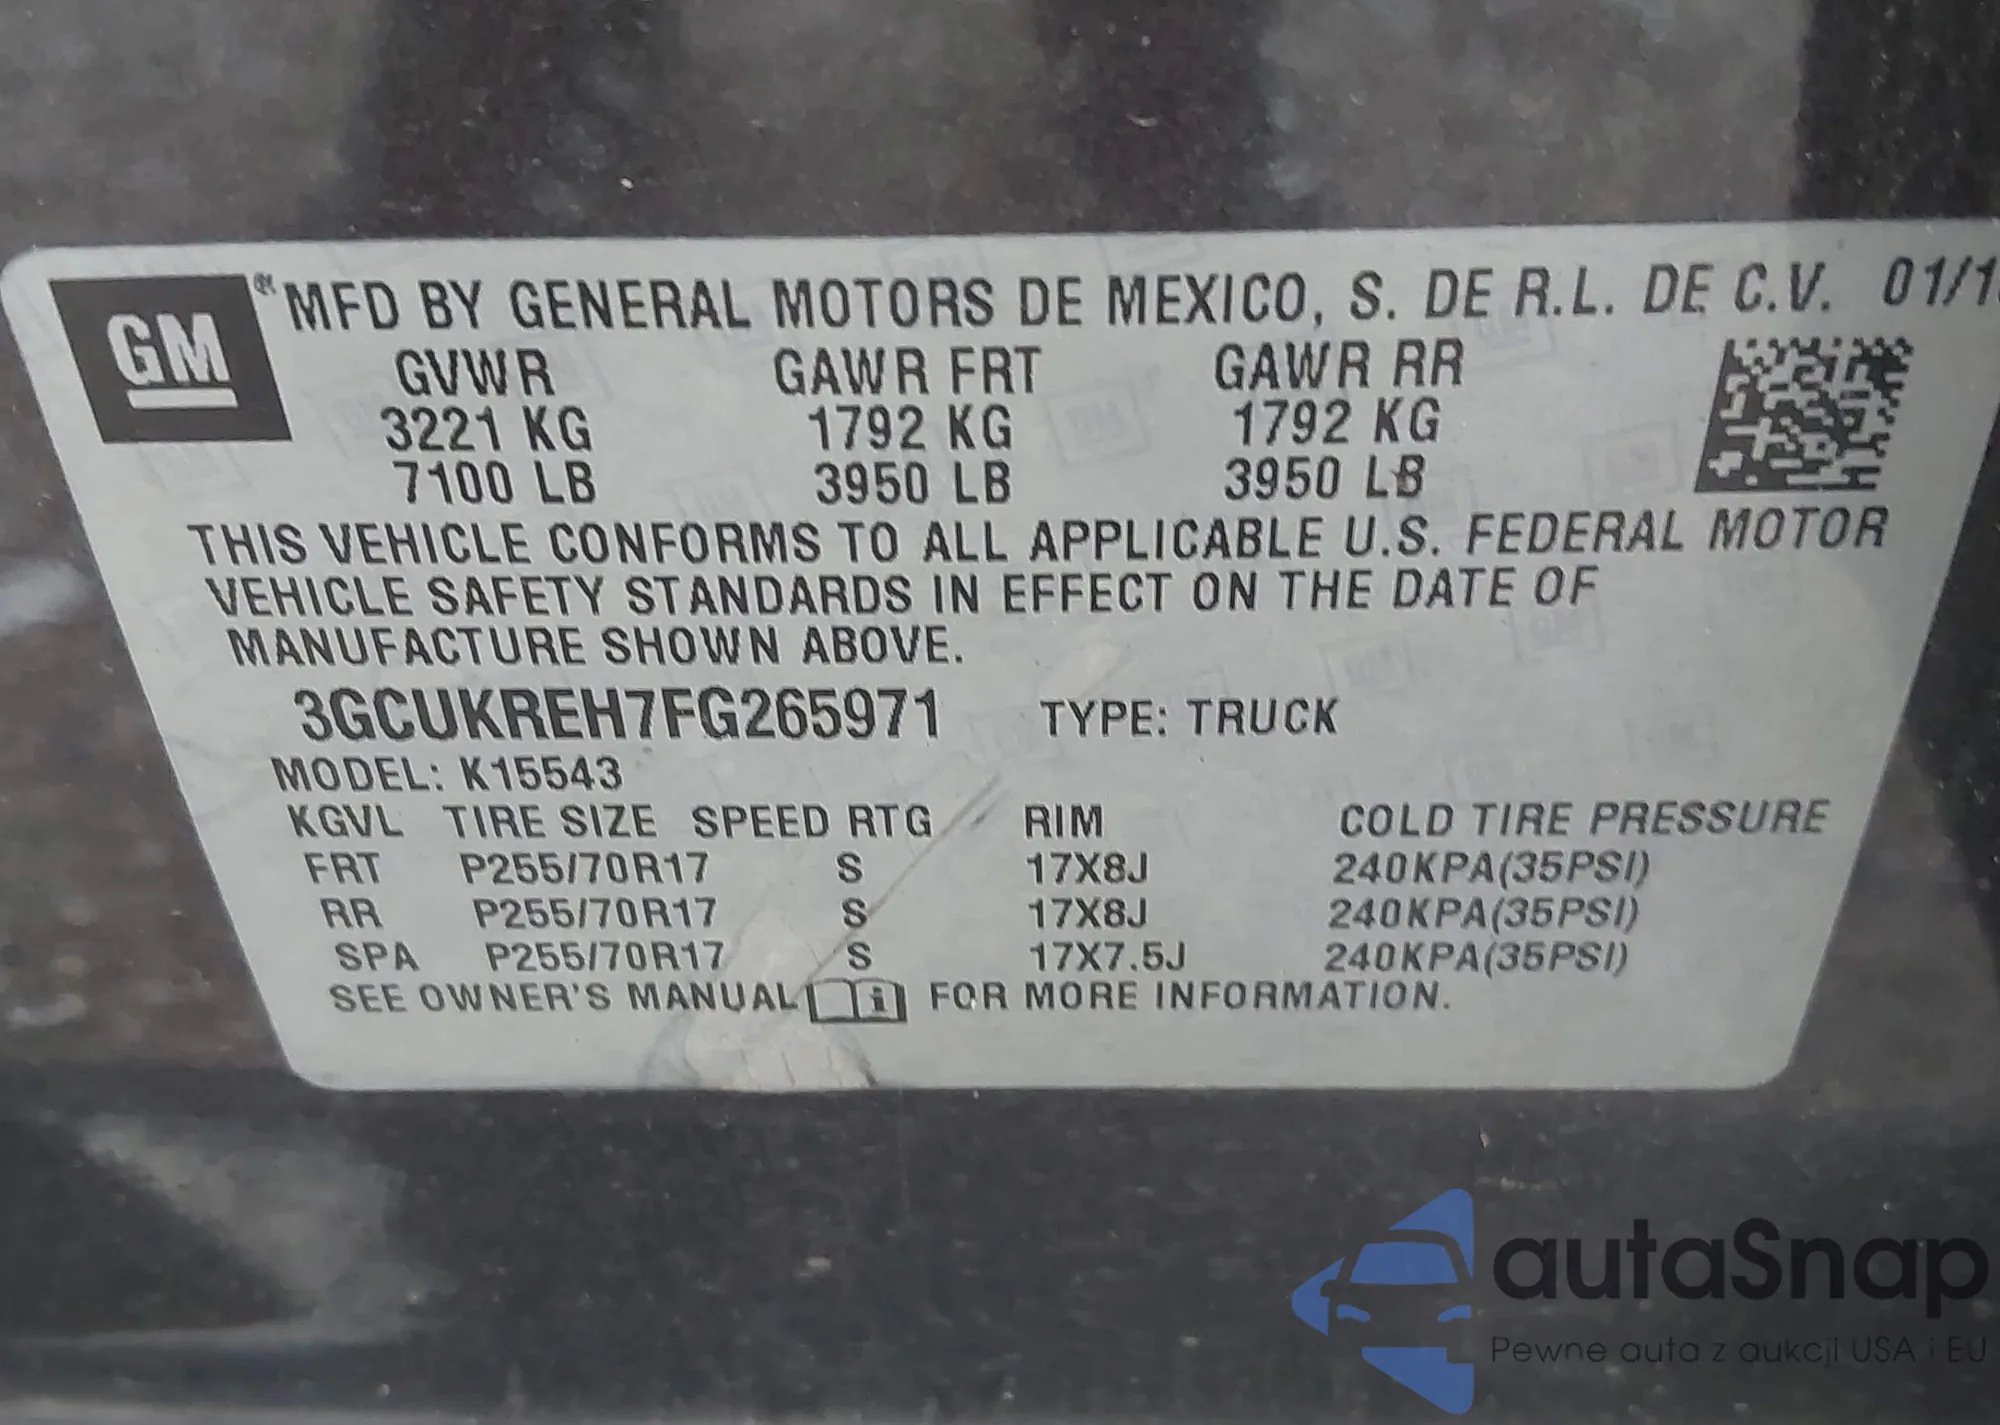 GM
® MFD BY GENERAL MOTORS DE MEXICO, S. DE R.L. DE C.V. 01/1
GVWR GAWR FRT GAWR RR
3221 KG 1792 KG 1792 KG
7100 LB 3950 LB 3950 LB
THIS VEHICLE CONFORMS TO ALL APPLICABLE U.S. FEDERAL MOTOR
VEHICLE SAFETY STANDARDS IN EFFECT ON THE DATE OF
MANUFACTURE SHOWN ABOVE.
3GCUKREH7FG265971 TYPE: TRUCK
MODEL: K15543
KGVL TIRE SIZE SPEED RTG RIM COLD TIRE PRESSURE
FRT P255/70R17 S 17X8J 240KPA(35PSI)
RR P255/70R17 S 17X8J 240KPA(35PSI)
SPA P255/70R17 S 17X7.5J 240KPA(35PSI)
SEE OWNER'S MANUAL i FOR MORE INFORMATION.
autaSnap
Pewne auta z aukcji USA i EU